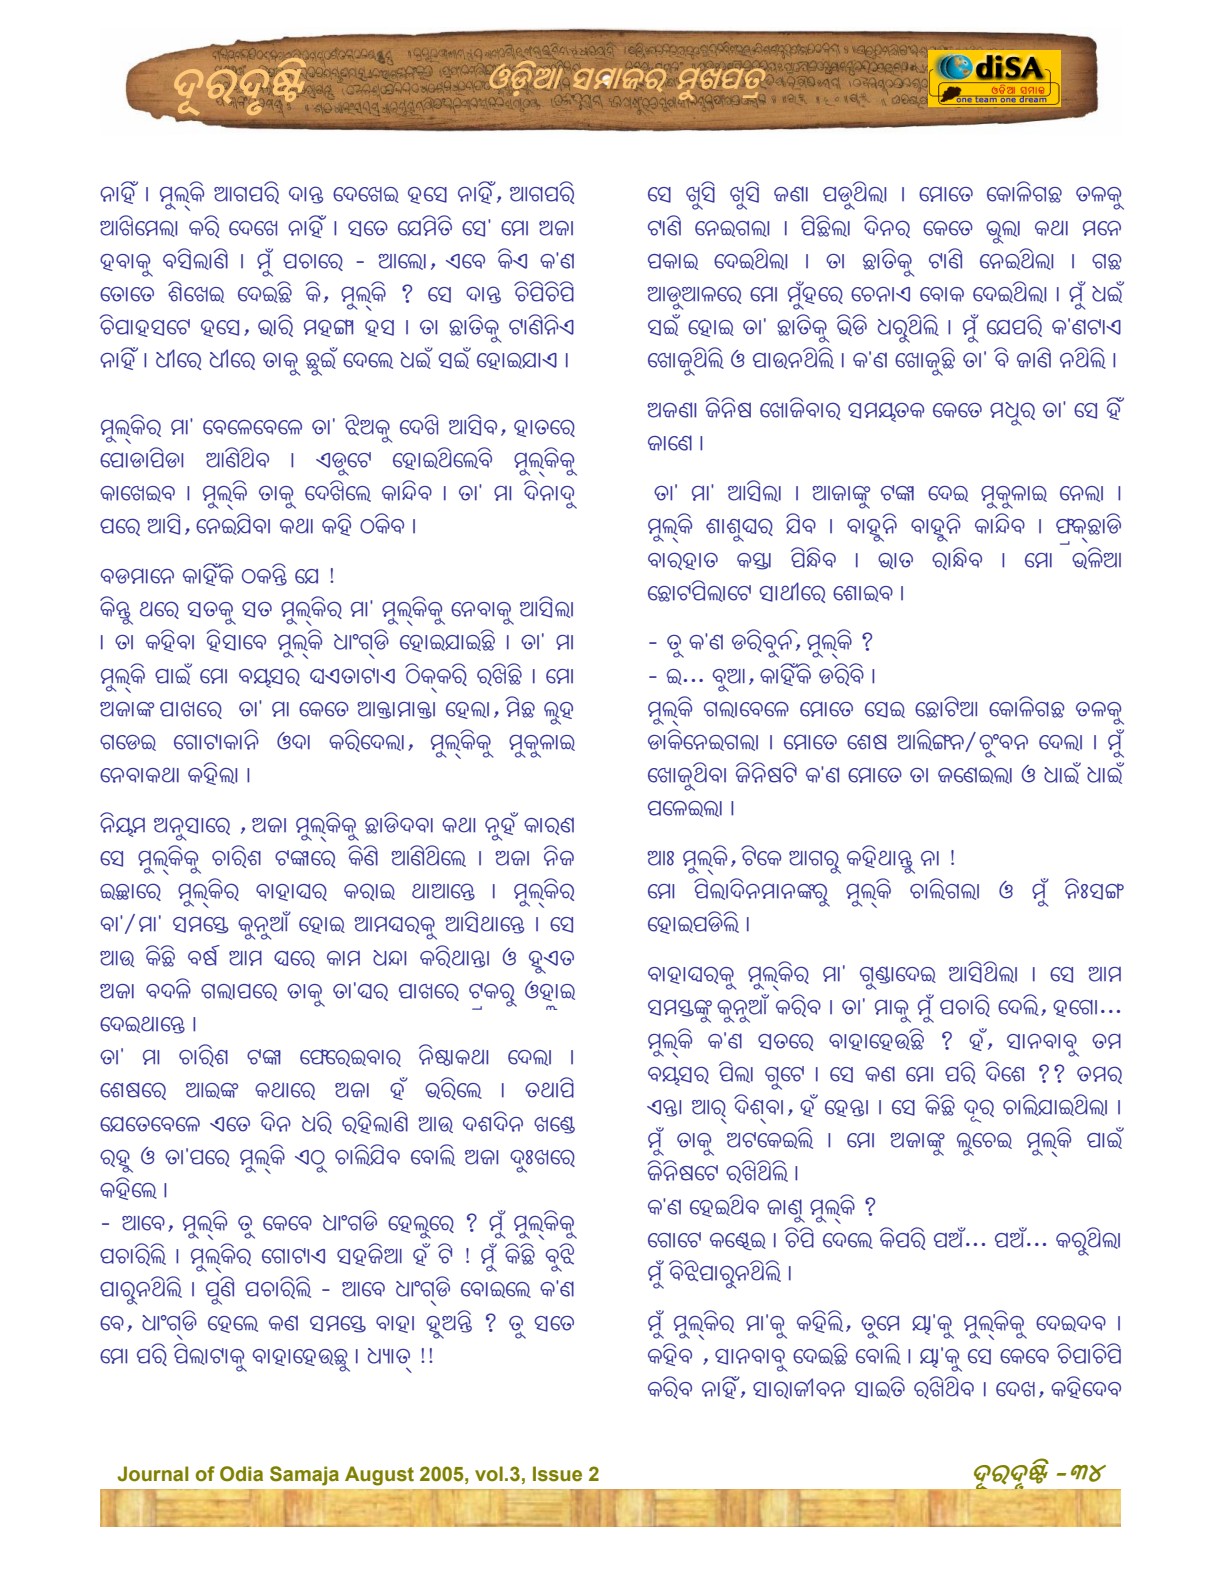 ଦୂରଦୃଷ୍ଟି
ଓଡ଼ିଆ ସମାଜର ମୁଖପତ୍ର
OdiSA
ଓଡ଼ିଆ ସମାଜ
one team one dream
ନାହିଁ । ମୁଲ୍‌କି ଆଗପରି ଦାନ୍ତ ଦେଖେଇ ହସେ ନାହିଁ, ଆଗପରି
ଆଖିମେଲା କରି ଦେଖେ ନାହିଁ । ସତେ ଯେମିତି ସେ' ମୋ ଅଜା
ହବାକୁ ବସିଲାଣି । ମୁଁ ପଚାରେ - ଆଲୋ, ଏବେ କିଏ କ'ଣ
ତୋତେ ଶିଖେଇ ଦେଇଛି କି, ମୁଲ୍‌କି ? ସେ ଦାନ୍ତ ଚିପିଚିପି
ଚିପାହସଟେ ହସେ, ଭାରି ମହଙ୍ଗା ହସ । ତା ଛାତିକୁ ଟାଣିନିଏ
ନାହିଁ । ଧୀରେ ଧୀରେ ତାକୁ ଛୁଇଁ ଦେଲେ ଧଇଁ ସଇଁ ହୋଇଯାଏ ।
ମୁଲ୍‌କିର ମା' ବେଳେବେଳେ ତା' ଝିଅକୁ ଦେଖି ଆସିବ, ହାତରେ
ପୋଡାପିଡା ଆଣିଥିବ । ଏଡୁଟେ ହୋଇଥିଲେବି ମୁଲ୍‌କିକୁ
କାଖେଇବ । ମୁଲ୍‌କି ତାକୁ ଦେଖିଲେ କାନ୍ଦିବ । ତା' ମା ଦିନାଦୁ
ପରେ ଆସି, ନେଇଯିବା କଥା କହି ଠକିବ ।
ବଡମାନେ କାହିଁକି ଠକନ୍ତି ଯେ !
କିନ୍ତୁ ଥରେ ସତକୁ ସତ ମୁଲ୍‌କିର ମା' ମୁଲ୍‌କିକୁ ନେବାକୁ ଆସିଲା
। ତା କହିବା ହିସାବେ ମୁଲ୍‌କି ଧାଂଗ୍‌ଡି ହୋଇଯାଇଛି । ତା' ମା
ମୁଲ୍‌କି ପାଇଁ ମୋ ବୟସର ଘଏତାଟାଏ ଠିକ୍‌କରି ରଖିଛି । ମୋ
ଅଜାଙ୍କ ପାଖରେ  ତା' ମା କେତେ ଆକ୍ତାମାକ୍ତା ହେଲା, ମିଛ ଲୁହ
ଗଡେଇ ଗୋଟାକାନି ଓଦା କରିଦେଲା, ମୁଲ୍‌କିକୁ ମୁକୁଳାଇ
ନେବାକଥା କହିଲା ।
ନିୟମ ଅନୁସାରେ , ଅଜା ମୁଲ୍‌କିକୁ ଛାଡିଦବା କଥା ନୁହଁ କାରଣ
ସେ ମୁଲ୍‌କିକୁ ଚାରିଶ ଟଙ୍କାରେ କିଣି ଆଣିଥିଲେ । ଅଜା ନିଜ
ଇଚ୍ଛାରେ ମୁଲ୍‌କିର ବାହାଘର କରାଇ ଥାଆନ୍ତେ । ମୁଲ୍‌କିର
ବା'/ମା' ସମସ୍ତେ କୁନୁଆଁ ହୋଇ ଆମଘରକୁ ଆସିଥାନ୍ତେ । ସେ
ଆଉ କିଛି ବର୍ଷ ଆମ ଘରେ କାମ ଧନ୍ଦା କରିଥାନ୍ତା ଓ ହୁଏତ
ଅଜା ବଦଳି ଗଲାପରେ ତାକୁ ତା'ଘର ପାଖରେ ଟ୍ରକରୁ ଓହ୍ଲାଇ
ଦେଇଥାନ୍ତେ ।
ତା' ମା ଚାରିଶ ଟଙ୍କା ଫେରେଇବାର ନିଷ୍ଠାକଥା ଦେଲା ।
ଶେଷରେ ଆଇଙ୍କ କଥାରେ ଅଜା ହଁ ଭରିଲେ । ତଥାପି
ଯେତେବେଳେ ଏତେ ଦିନ ଧରି ରହିଲାଣି ଆଉ ଦଶଦିନ ଖଣ୍ଡେ
ରହୁ ଓ ତା'ପରେ ମୁଲ୍‌କି ଏଠୁ ଚାଲିଯିବ ବୋଲି ଅଜା ଦୁଃଖରେ
କହିଲେ ।
- ଆବେ, ମୁଲ୍‌କି ତୁ କେବେ ଧାଂଗଡି ହେଲୁରେ ? ମୁଁ ମୁଲ୍‌କିକୁ
ପଚାରିଲି । ମୁଲ୍‌କିର ଗୋଟାଏ ସହଜିଆ ହଁ ଟି ! ମୁଁ କିଛି ବୁଝି
ପାରୁନଥିଲି । ପୁଣି ପଚାରିଲି - ଆବେ ଧାଂଗ୍‌ଡି ବୋଇଲେ କ'ଣ
ବେ, ଧାଂଗ୍‌ଡି ହେଲେ କଣ ସମସ୍ତେ ବାହା ହୁଅନ୍ତି ? ତୁ ସତେ
ମୋ ପରି ପିଲାଟାକୁ ବାହାହେଉଛୁ । ଧ୍ୟାତ୍ !!
ସେ ଖୁସି ଖୁସି ଜଣା ପଡୁଥିଲା । ମୋତେ କୋଳିଗଛ ତଳକୁ
ଟାଣି ନେଇଗଲା । ପିଛିଲା ଦିନର କେତେ ଭୁଲା କଥା ମନେ
ପକାଇ ଦେଇଥିଲା । ତା ଛାତିକୁ ଟାଣି ନେଇଥିଲା । ଗଛ
ଆଡୁଆଳରେ ମୋ ମୁଁହରେ ଚେନାଏ ବୋକ ଦେଇଥିଲା । ମୁଁ ଧଇଁ
ସଇଁ ହୋଇ ତା' ଛାତିକୁ ଭିଡି ଧରୁଥିଲି । ମୁଁ ଯେପରି କ'ଣଟାଏ
ଖୋଜୁଥିଲି ଓ ପାଉନଥିଲି । କ'ଣ ଖୋଜୁଛି ତା' ବି ଜାଣି ନଥିଲି ।
ଅଜଣା ଜିନିଷ ଖୋଜିବାର ସମୟତକ କେତେ ମଧୁର ତା' ସେ ହିଁ
ଜାଣେ ।
ତା' ମା' ଆସିଲା । ଆଜାଙ୍କୁ ଟଙ୍କା ଦେଇ ମୁକୁଳାଇ ନେଲା ।
ମୁଲ୍‌କି ଶାଶୁଘର ଯିବ । ବାହୁନି ବାହୁନି କାନ୍ଦିବ । ଫ୍ରକ୍‌ଛାଡି
ବାରହାତ କସ୍ତା ପିନ୍ଧିବ । ଭାତ ରାନ୍ଧିବ । ମୋ ଭଳିଆ
ଛୋଟପିଲାଟେ ସାଥୀରେ ଶୋଇବ ।
- ତୁ କ'ଣ ଡରିବୁନି, ମୁଲ୍‌କି ?
- ଇ... ବୁଆ, କାହିଁକି ଡରିବି ।
ମୁଲ୍‌କି ଗଲାବେଳେ ମୋତେ ସେଇ ଛୋଟିଆ କୋଳିଗଛ ତଳକୁ
ଡାକିନେଇଗଲା । ମୋତେ ଶେଷ ଆଲିଙ୍ଗନ/ଚୁଂବନ ଦେଲା । ମୁଁ
ଖୋଜୁଥିବା ଜିନିଷଟି କ'ଣ ମୋତେ ତା ଜଣେଇଲା ଓ ଧାଇଁ ଧାଇଁ
ପଳେଇଲା ।
ଆଃ ମୁଲ୍‌କି, ଟିକେ ଆଗରୁ କହିଥାନ୍ତୁ ନା !
ମୋ ପିଲାଦିନମାନଙ୍କରୁ ମୁଲ୍‌କି ଚାଲିଗଲା ଓ ମୁଁ ନିଃସଙ୍ଗ
ହୋଇପଡିଲି ।
ବାହାଘରକୁ ମୁଲ୍‌କିର ମା' ଗୁଣ୍ଡାଦେଇ ଆସିଥିଲା । ସେ ଆମ
ସମସ୍ତଙ୍କୁ କୁନୁଆଁ କରିବ । ତା' ମାକୁ ମୁଁ ପଚାରି ଦେଲି, ହଗୋ...
ମୁଲ୍‌କି କ'ଣ ସତରେ ବାହାହେଉଛି ? ହଁ, ସାନବାବୁ ତମ
ବୟସର ପିଲା ଗୁଟେ । ସେ କଣ ମୋ ପରି ଦିଶେ ?? ତମର
ଏନ୍ତା ଆର୍ ଦିଶ୍‌ବା, ହଁ ହେନ୍ତା । ସେ କିଛି ଦୂର ଚାଲିଯାଇଥିଲା ।
ମୁଁ ତାକୁ ଅଟକେଇଲି । ମୋ ଅଜାଙ୍କୁ ଲୁଚେଇ ମୁଲ୍‌କି ପାଇଁ
ଜିନିଷଟେ ରଖିଥିଲି ।
କ'ଣ ହେଇଥିବ ଜାଣୁ ମୁଲ୍‌କି ?
ଗୋଟେ କଣ୍ଢେଇ । ଚିପି ଦେଲେ କିପରି ପଅଁ... ପଅଁ... କରୁଥିଲା
ମୁଁ ବିଝିପାରୁନଥିଲି ।
ମୁଁ ମୁଲ୍‌କିର ମା'କୁ କହିଲି, ତୁମେ ୟା'କୁ ମୁଲ୍‌କିକୁ ଦେଇଦବ ।
କହିବ , ସାନବାବୁ ଦେଇଛି ବୋଲି । ୟା'କୁ ସେ କେବେ ଚିପାଚିପି
କରିବ ନାହିଁ, ସାରାଜୀବନ ସାଇତି ରଖିଥିବ । ଦେଖ, କହିଦେବ
Journal of Odia Samaja August 2005, vol.3, Issue 2
ଦୂରଦୃଷ୍ଟି - ୩୪